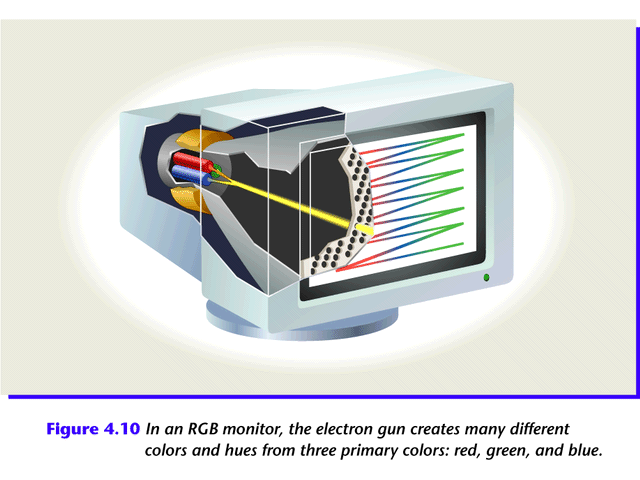 Figure 4.10 In an RGB monitor, the electron gun creates many different
colors and hues from three primary colors: red, green, and blue.